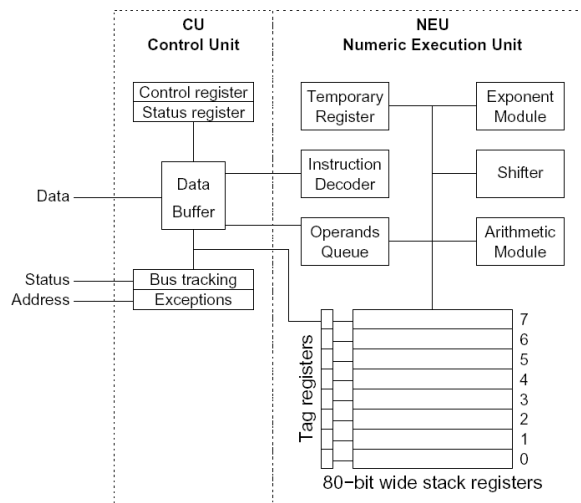 CU
Control Unit
NEU
Numeric Execution Unit
Control register
Status register
Data
Buffer
Data
Status
Address
Bus tracking
Exceptions
Temporary
Register
Instruction
Decoder
Operands
Queue
Exponent
Module
Shifter
Arithmetic
Module
Tag registers
7
6
5
4
3
2
1
0
80-bit wide stack registers